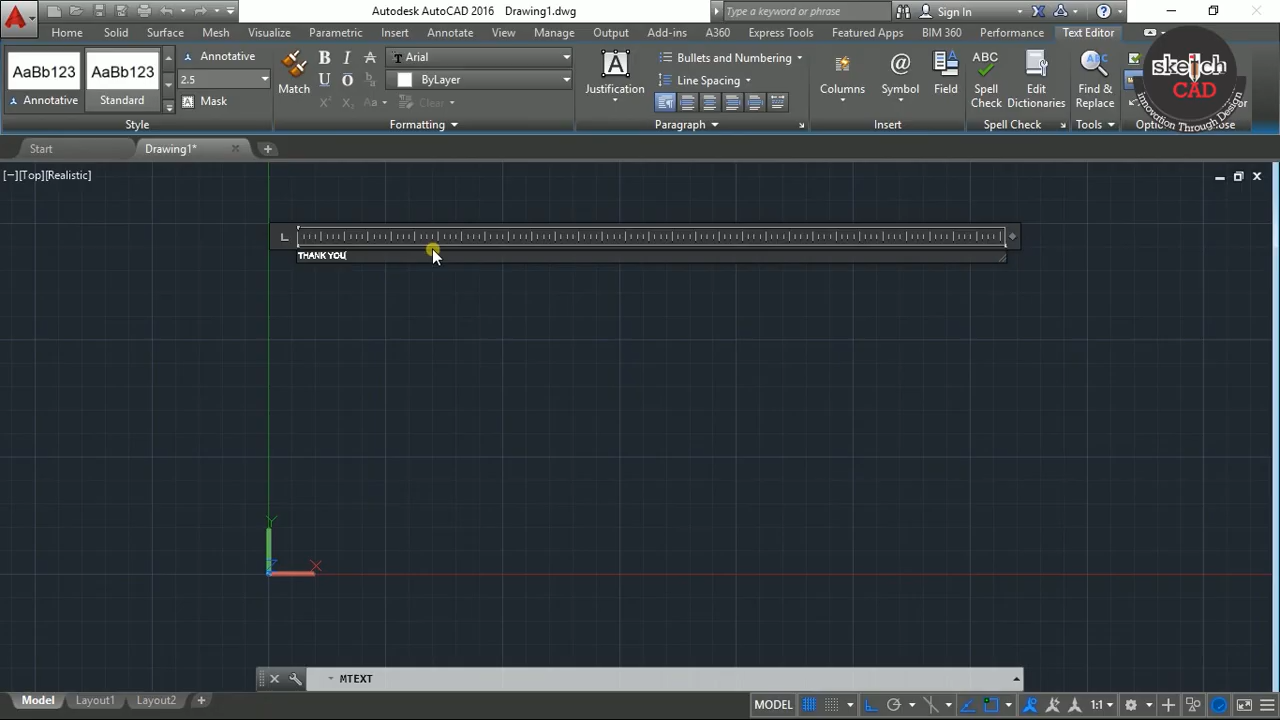 Autodesk AutoCAD 2016 Drawing1.dwg
Type a keyword or phrase
Sign In
Home Solid Surface Mesh Visualize Parametric Insert Annotate View Manage Output Add-ins A360 Express Tools Featured Apps BIM 360 Performance Text Editor
AaBb123 AaBb123
Annotative Standard
Annotative
2.5
Mask
Style
Match
B I A
U O
Aa
Clear
Arial
ByLayer
Formatting
A
Justification
Bullets and Numbering
Line Spacing
Paragraph
Columns
@
Symbol
Field
Insert
ABC
Spell
Check
Edit
Dictionaries
Spell Check
ABC
Find &
Replace
Tools
sketch
CAD
innovation Through Design
Start Drawing1*
[−][Top][Realistic]
THANK YOU
Y
X
MTEXT
Model Layout1 Layout2
MODEL
1:1